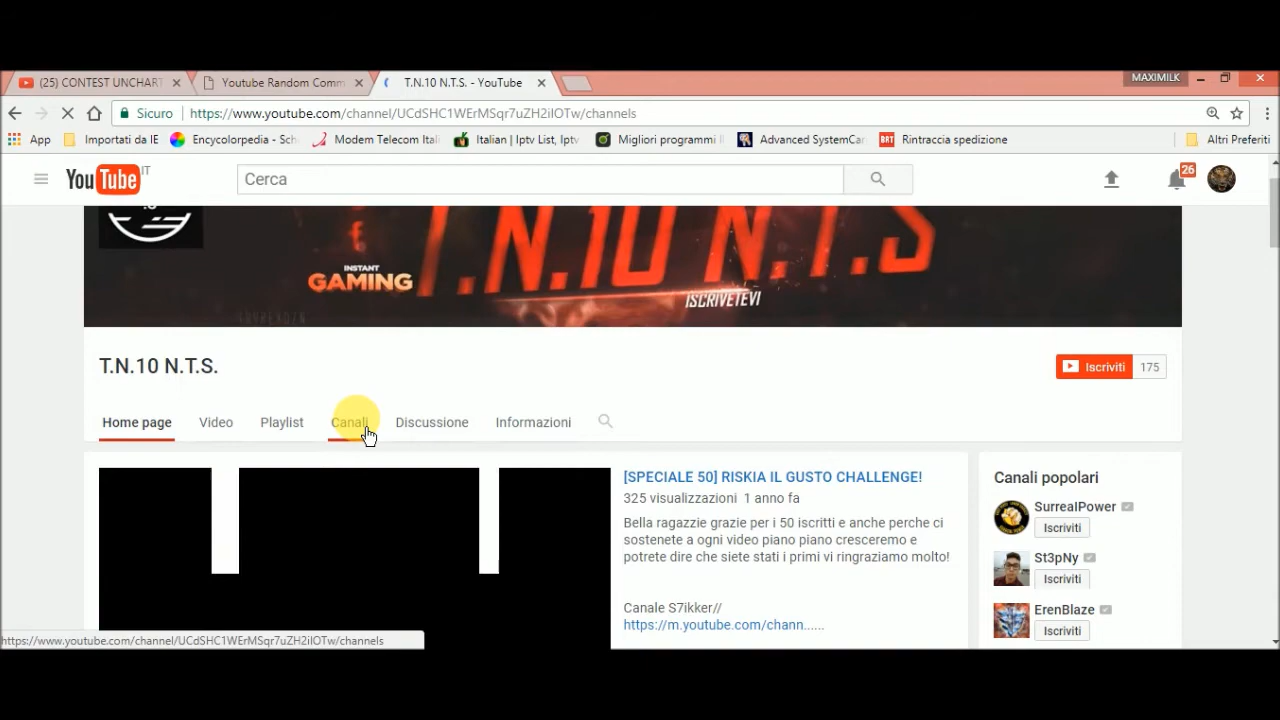 (25) CONTEST UNCHART
Youtube Random Comm
T.N.10 N.T.S. - YouTube
MAXIMILK
Sicuro
https://www.youtube.com/channel/UCdSHC1WErMSqr7uZH2iIOTw/channels
App
Importati da IE
Encycolorpedia - Sch
Modem Telecom Itali
Italian | Iptv List, Iptv
Migliori programmi I
Advanced SystemCar
BRT
Rintraccia spedizione
Altri Preferiti
YouTube IT
Cerca
26
INSTANT
GAMING
T.N.10 N.T.S
ISCRIVETEVI
T.N.10 N.T.S.
Iscriviti
175
Home page
Video
Playlist
Canali
Discussione
Informazioni
[SPECIALE 50] RISKIA IL GUSTO CHALLENGE!
325 visualizzazioni 1 anno fa
Bella ragazzie grazie per i 50 iscritti e anche perche ci
sostenete a ogni video piano piano cresceremo e
potrete dire che siete stati i primi vi ringraziamo molto!
Canale S7ikker//
https://m.youtube.com/chann......
Canali popolari
SurrealPower
Iscriviti
St3pNy
Iscriviti
ErenBlaze
Iscriviti
https://www.youtube.com/channel/UCdSHC1WErMSqr7uZH2iIOTw/channels